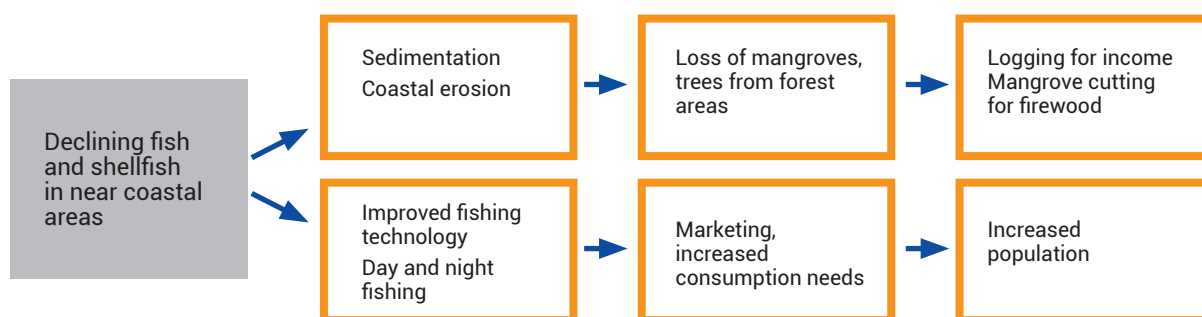 Declining fish
and shellfish
in near coastal
areas
Sedimentation
Coastal erosion
Loss of mangroves,
trees from forest
areas
Logging for income
Mangrove cutting
for firewood
Improved fishing
technology
Day and night
fishing
Marketing,
increased
consumption needs
Increased
population